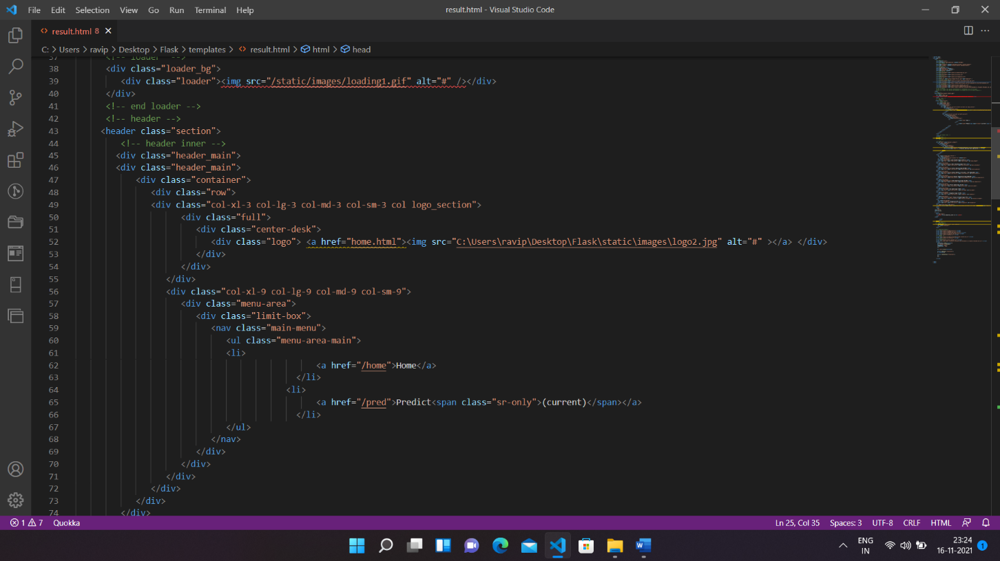 File Edit Selection View Go Run Terminal Help result.html - Visual Studio Code
result.html 8
C: > Users > ravip > Desktop > Flask > templates > result.html > html > head
37 <!-- loader -->
38 <div class="loader_bg">
39 <div class="loader"><img src="/static/images/loading1.gif" alt="#" /></div>
40 </div>
41 <!-- end loader -->
42 <!-- header -->
43 <header class="section">
44 <!-- header inner -->
45 <div class="header_main">
46 <div class="header_main">
47 <div class="container">
48 <div class="row">
49 <div class="col-xl-3 col-lg-3 col-md-3 col-sm-3 col logo_section">
50 <div class="full">
51 <div class="center-desk">
52 <div class="logo"> <a href="home.html"><img src="C:\Users\ravip\Desktop\Flask\static\images\logo2.jpg" alt="#" ></a> </div>
53 </div>
54 </div>
55 </div>
56 <div class="col-xl-9 col-lg-9 col-md-9 col-sm-9">
57 <div class="menu-area">
58 <div class="limit-box">
59 <nav class="main-menu">
60 <ul class="menu-area-main">
61 <li>
62 <a href="/home">Home</a>
63 </li>
64 <li>
65 <a href="/pred">Predict<span class="sr-only">(current)</span></a>
66 </li>
67 </ul>
68 </nav>
69 </div>
70 </div>
71 </div>
72 </div>
73 </div>
74 </div>
1 7 Quokka Ln 25, Col 35 Spaces: 3 UTF-8 CRLF HTML
ENG
IN
23:24
16-11-2021
1